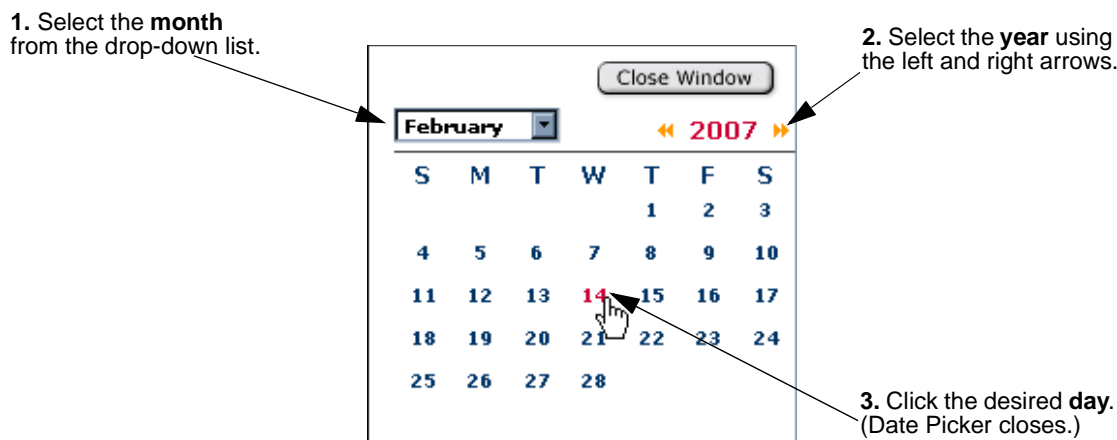 1. Select the month
from the drop-down list.
2. Select the year using
the left and right arrows.
Close Window
February
2007
S M T W T F S
1 2 3
4 5 6 7 8 9 10
11 12 13 14 15 16 17
18 19 20 21 22 23 24
25 26 27 28
3. Click the desired day.
(Date Picker closes.)